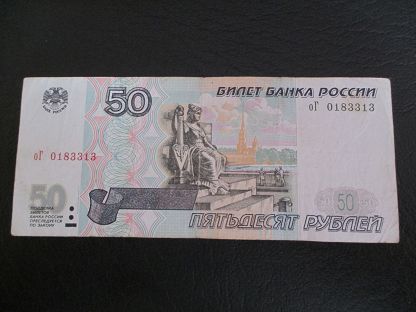 50
БИЛЕТ БАНКА РОССИИ
оГ 0183313
БАНК РОССИИ
оГ 0183313
50
50
ПОДДЕЛКА
БИЛЕТОВ
БАНКА РОССИИ
ПРЕСЛЕДУЕТСЯ
ПО ЗАКОНУ
ПЯТЬДЕСЯТ РУБЛЕЙ